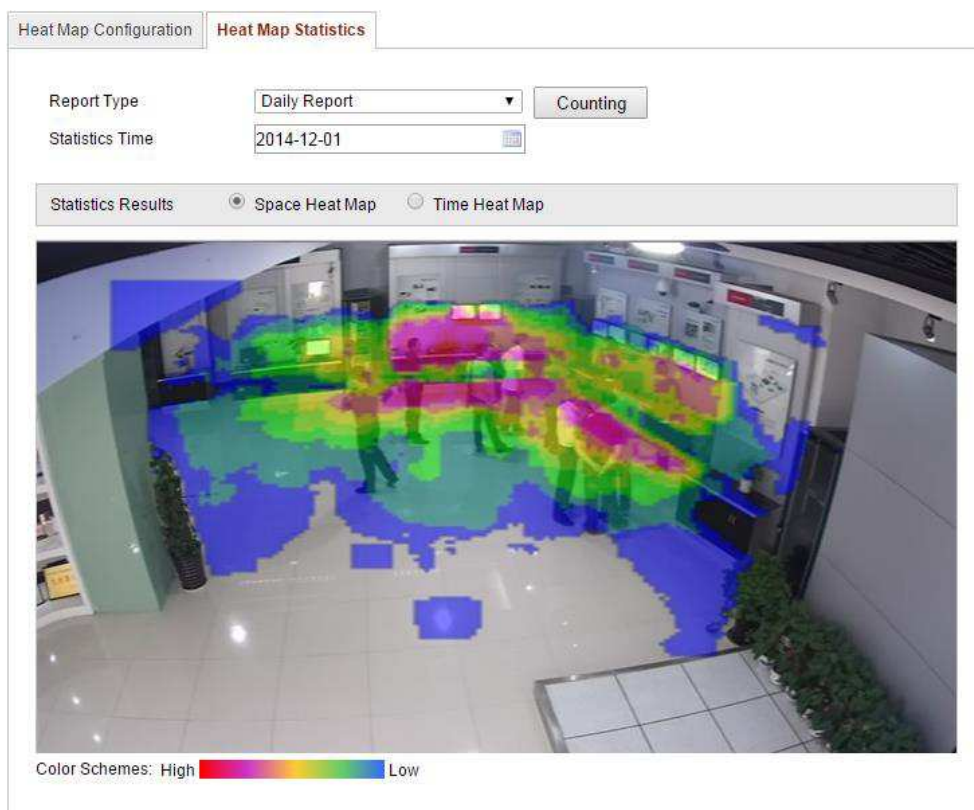 Heat Map Configuration
Heat Map Statistics
Report Type
Daily Report
Counting
Statistics Time
2014-12-01
Statistics Results
Space Heat Map
Time Heat Map
Color Schemes: High
Low